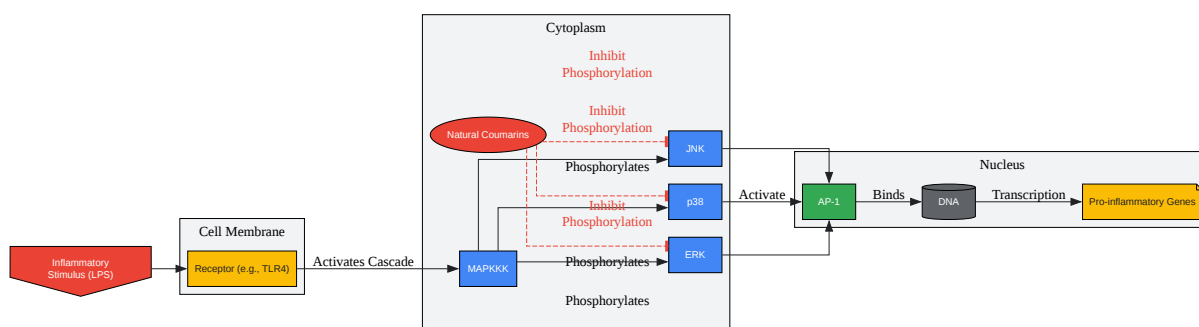 Cytoplasm
Inhibit
Phosphorylation
Inhibit
Phosphorylation
Natural Coumarins
JNK
Phosphorylates
Nucleus
p38
Activate
AP-1
Binds
DNA
Transcription
Pro-inflammatory Genes
Inhibit
Phosphorylation
Cell Membrane
ERK
Inflammatory
Stimulus (LPS)
Receptor (e.g., TLR4)
Activates Cascade
MAPKKK
Phosphorylates
Phosphorylates